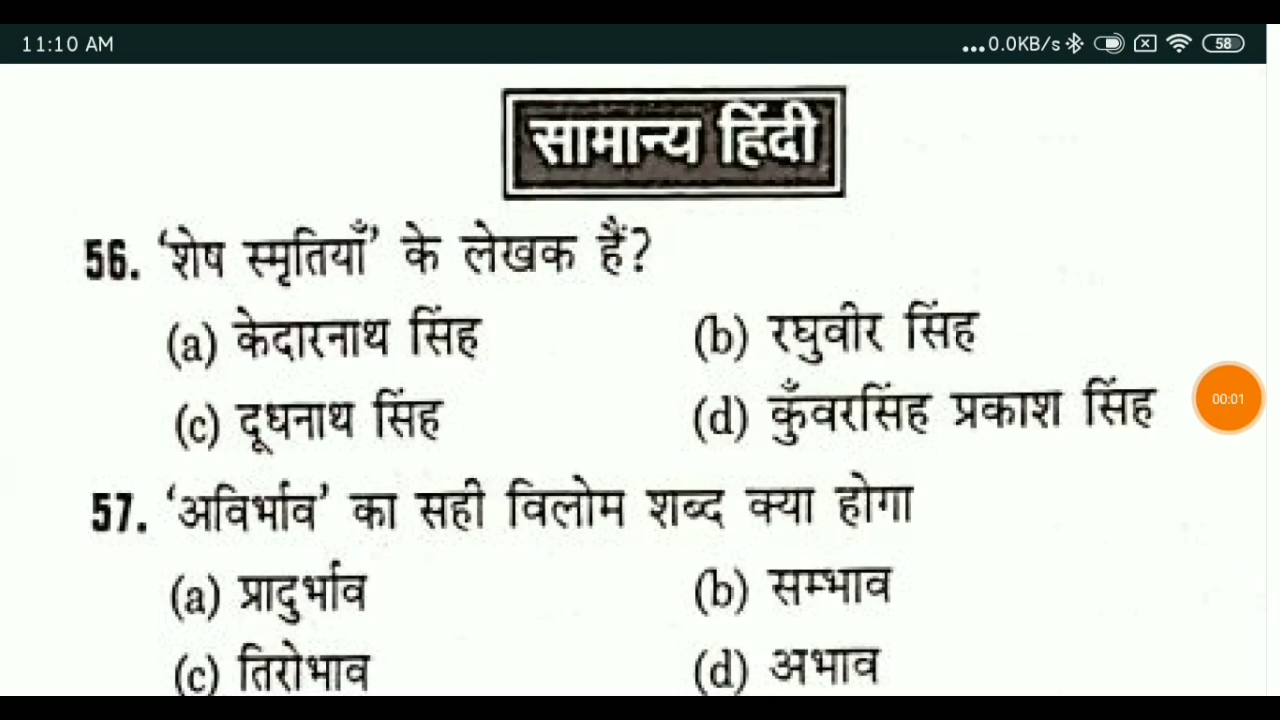 11:10 AM
...0.0KB/s 58
सामान्य हिंदी
56. ‘शेष स्मृतियाँ’ के लेखक हैं?
(a) केदारनाथ सिंह (b) रघुवीर सिंह
(c) दूधनाथ सिंह (d) कुँवरसिंह प्रकाश सिंह
00:01
57. ‘अविर्भाव’ का सही विलोम शब्द क्या होगा
(a) प्रादुर्भाव (b) सम्भाव
(c) तिरोभाव (d) अभाव